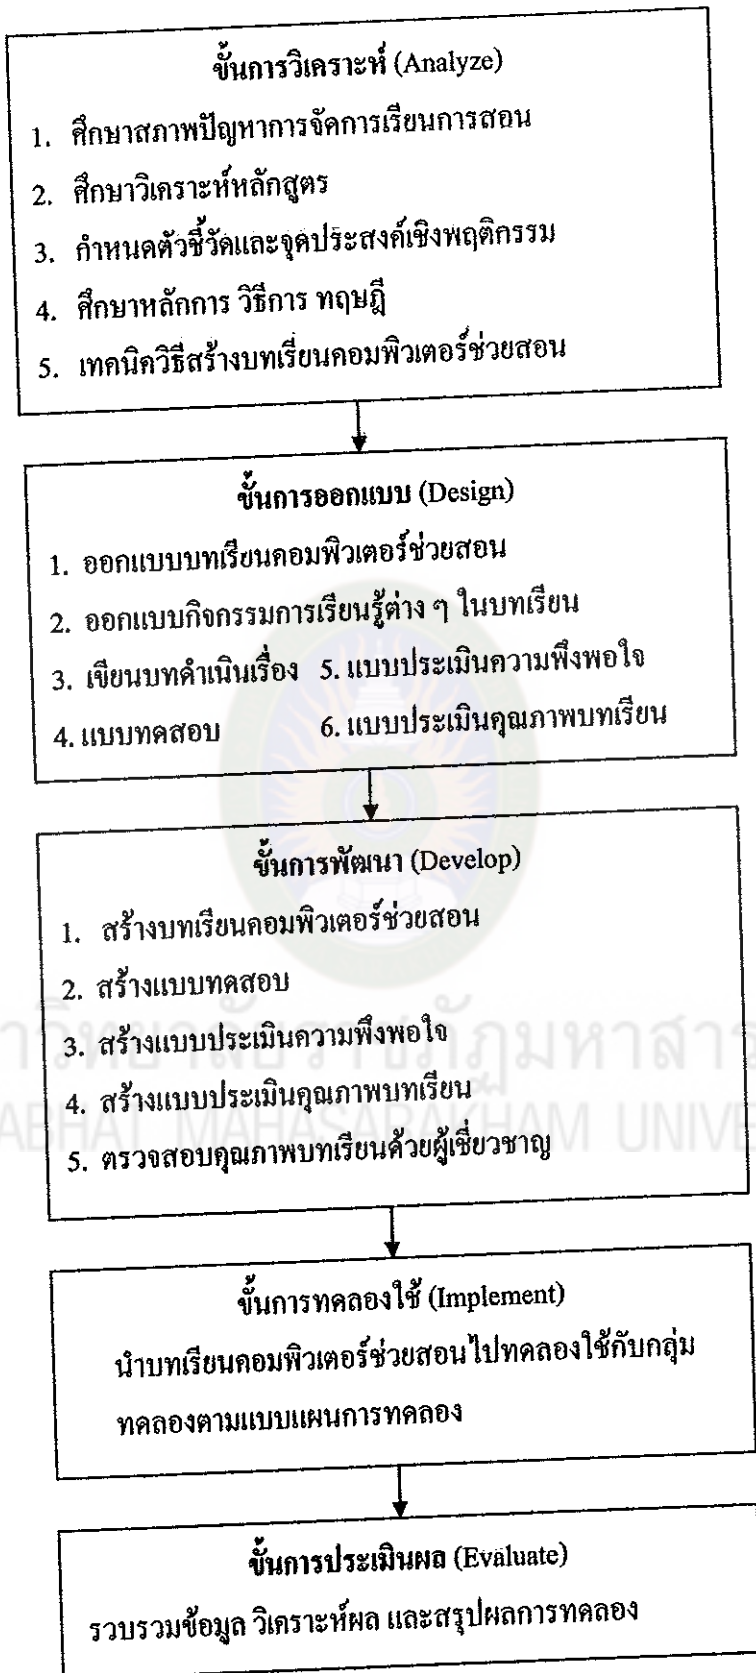 ขั้นการวิเคราะห์ (Analyze)
1. ศึกษาสภาพปัญหาการจัดการเรียนการสอน
2. ศึกษาวิเคราะห์หลักสูตร
3. กำหนดตัวชี้วัดและจุดประสงค์เชิงพฤติกรรม
4. ศึกษาหลักการ วิธีการ ทฤษฎี
5. เทคนิควิธีสร้างบทเรียนคอมพิวเตอร์ช่วยสอน
ขั้นการออกแบบ (Design)
1. ออกแบบบทเรียนคอมพิวเตอร์ช่วยสอน
2. ออกแบบกิจกรรมการเรียนรู้ต่าง ๆ ในบทเรียน
3. เขียนบทดำเนินเรื่อง 5. แบบประเมินความพึงพอใจ
4. แบบทดสอบ 6. แบบประเมินคุณภาพบทเรียน
ขั้นการพัฒนา (Develop)
1. สร้างบทเรียนคอมพิวเตอร์ช่วยสอน
2. สร้างแบบทดสอบ
3. สร้างแบบประเมินความพึงพอใจ
4. สร้างแบบประเมินคุณภาพบทเรียน
5. ตรวจสอบคุณภาพบทเรียนด้วยผู้เชี่ยวชาญ
าวิทยาลัยราชภัฏมหาสาร
ABHA MAHASARAKHAM UNIVE
ขั้นการทดลองใช้ (Implement)
นำบทเรียนคอมพิวเตอร์ช่วยสอนไปทดลองใช้กับกลุ่ม
ทดลองตามแบบแผนการทดลอง
ขั้นการประเมินผล (Evaluate)
รวบรวมข้อมูล วิเคราะห์ผล และสรุปผลการทดลอง